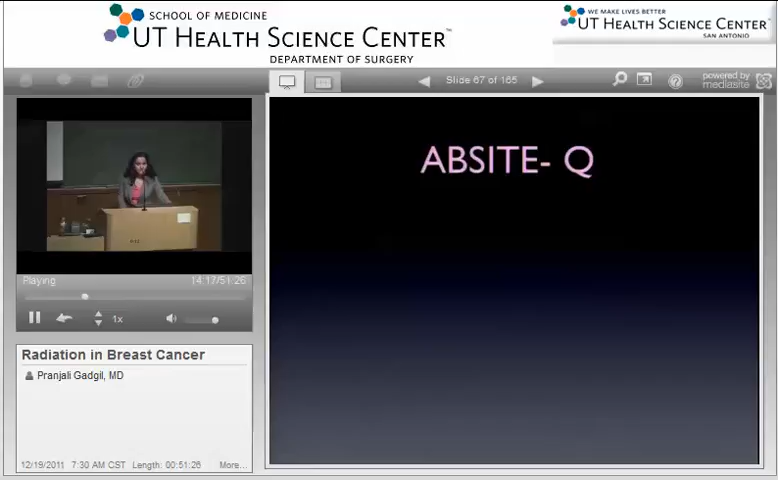 SCHOOL OF MEDICINE
UT HEALTH SCIENCE CENTER™
DEPARTMENT OF SURGERY
WE MAKE LIVES BETTER
UT HEALTH SCIENCE CENTER™
SAN ANTONIO
Slide 67 of 165
powered by
mediasite
ABSITE- Q
Playing
14:17/51:26
1x
Radiation in Breast Cancer
Pranjali Gadgil, MD
12/19/2011 7:30 AM CST Length: 00:51:26 More...